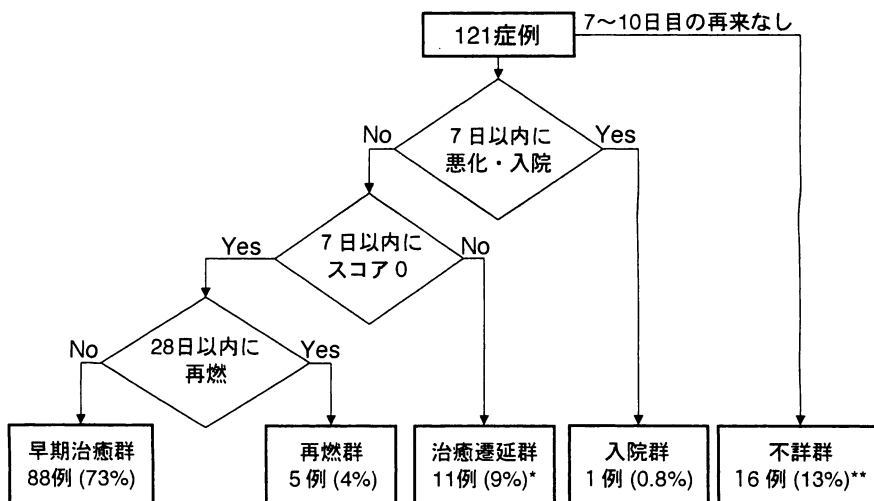 121症例
7～10日目の再来なし
No
7日以内に
悪化・入院
Yes
Yes
7日以内に
スコア0
No
No
28日以内に
再燃
Yes
早期治癒群
88例 (73%)
再燃群
5例 (4%)
治癒遷延群
11例 (9%)*
入院群
1例 (0.8%)
不詳群
16例 (13%)**